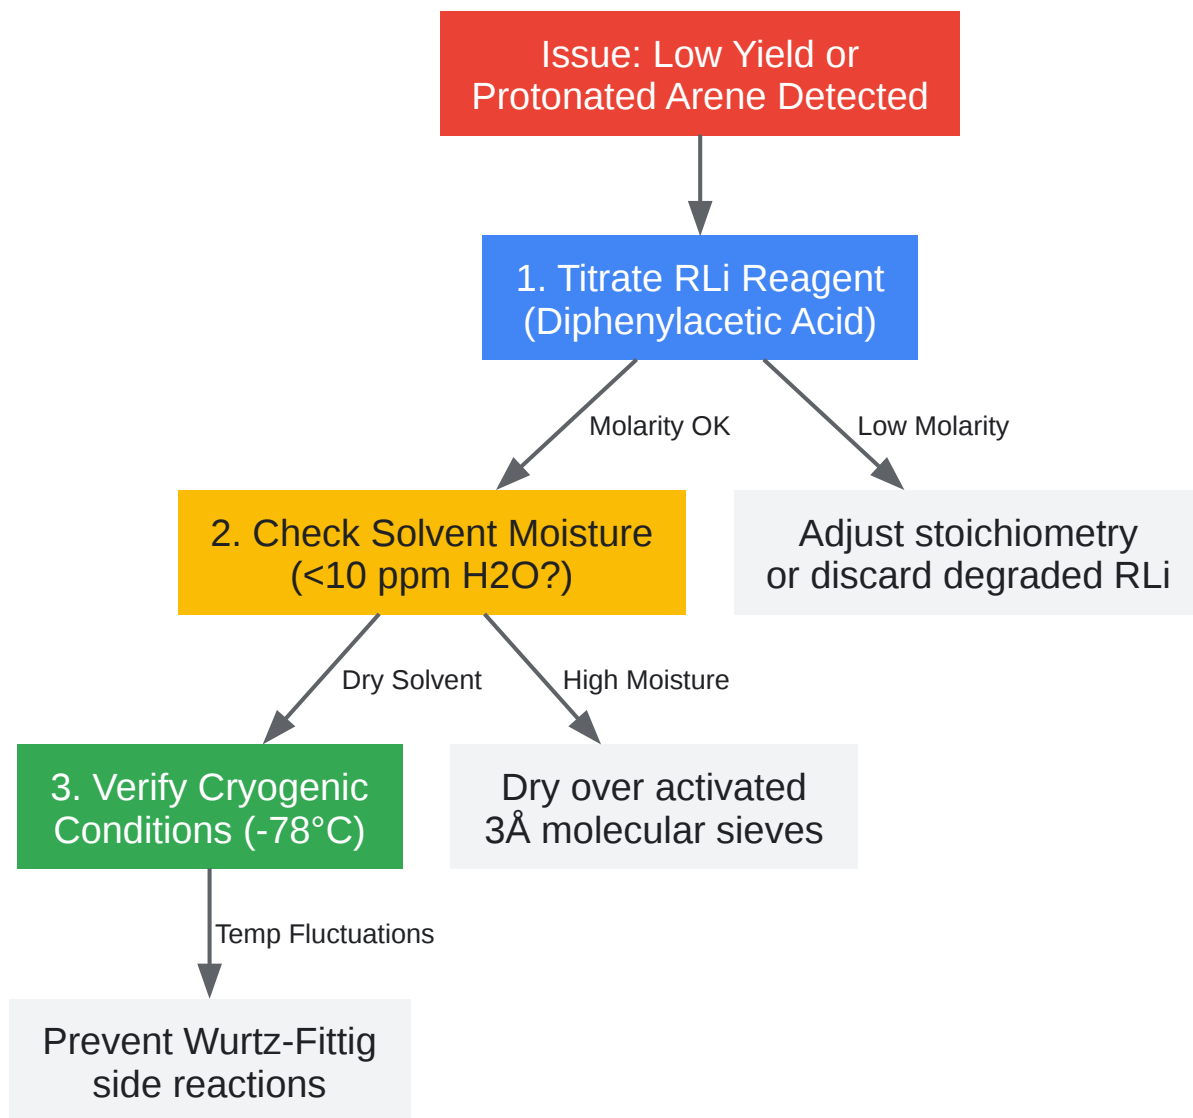 Issue: Low Yield or
Protonated Arene Detected
1. Titrate RLi Reagent
(Diphenylacetic Acid)
Molarity OK
Low Molarity
2. Check Solvent Moisture
(<10 ppm H2O?)
Adjust stoichiometry
or discard degraded RLi
Dry Solvent
High Moisture
3. Verify Cryogenic
Conditions (-78°C)
Dry over activated
3Å molecular sieves
Temp Fluctuations
Prevent Wurtz-Fittig
side reactions